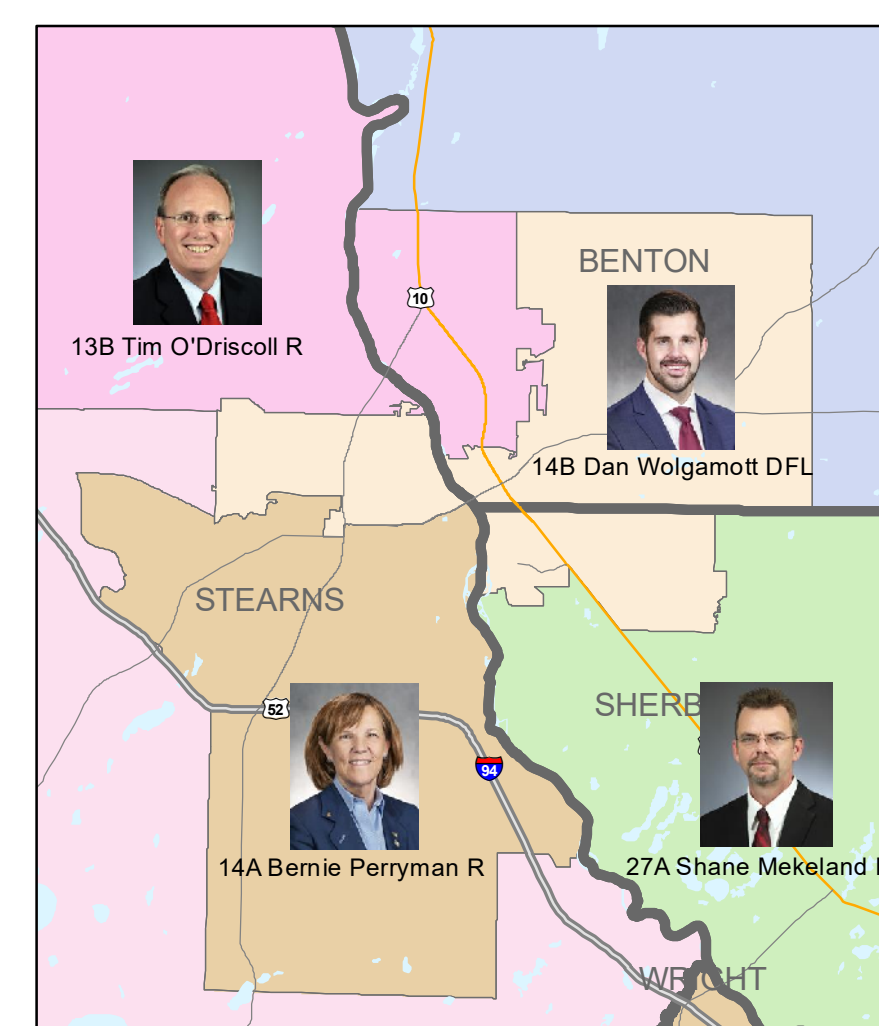 BENTON
10
13B Tim O'Driscoll R
14B Dan Wolgamott DFL
STEARNS
SHERB
52
94
14A Bernie Perryman R
27A Shane Mekeland
WRIGHT